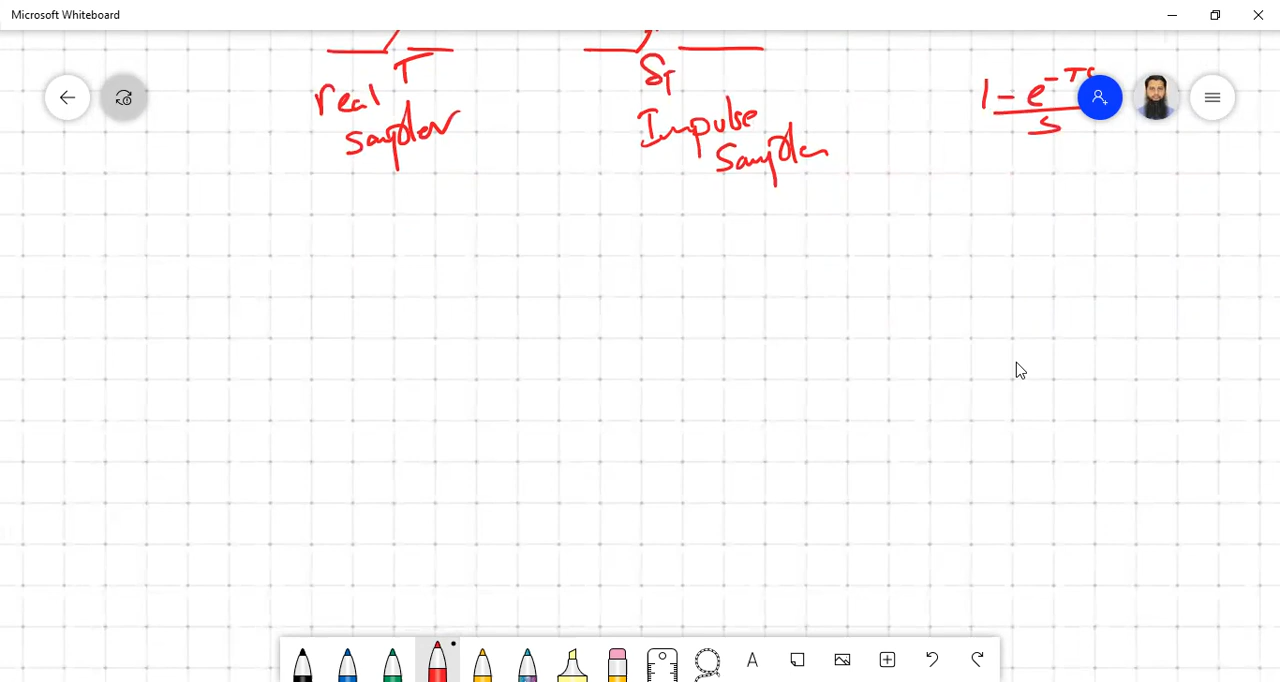 Microsoft Whiteboard
T
real
sampler
δT
Impulse
Sampler
1 - e^-Ts
S
A